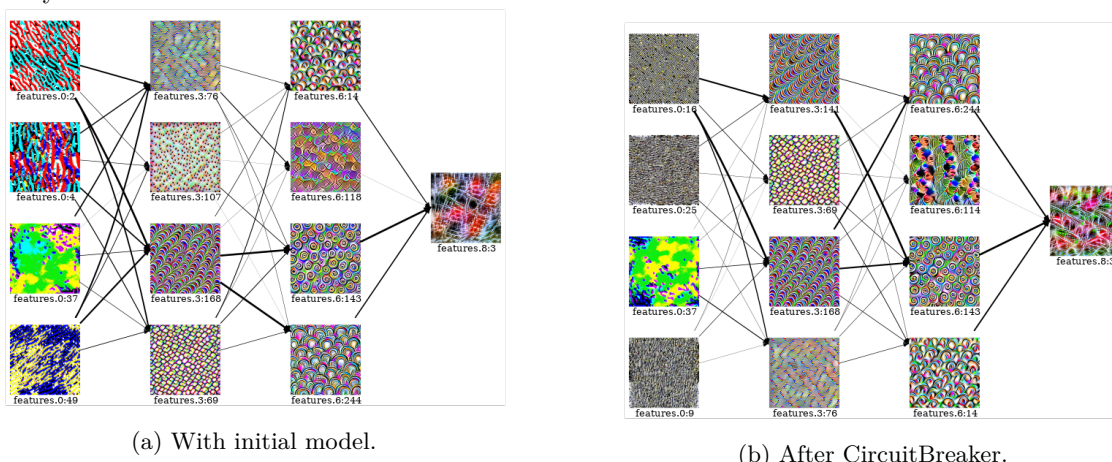 features.0:2
features.3:76
features.6:14
features.0:4
features.3:107
features.6:118
features.8:3
features.0:37
features.3:168
features.6:143
features.0:49
features.3:69
features.6:244
(a) With initial model.
features.0:16
features.3:141
features.6:244
features.0:25
features.3:69
features.6:114
features.8:3
features.0:37
features.3:168
features.6:143
features.0:9
features.3:76
features.6:14
(b) After CircuitBreaker.